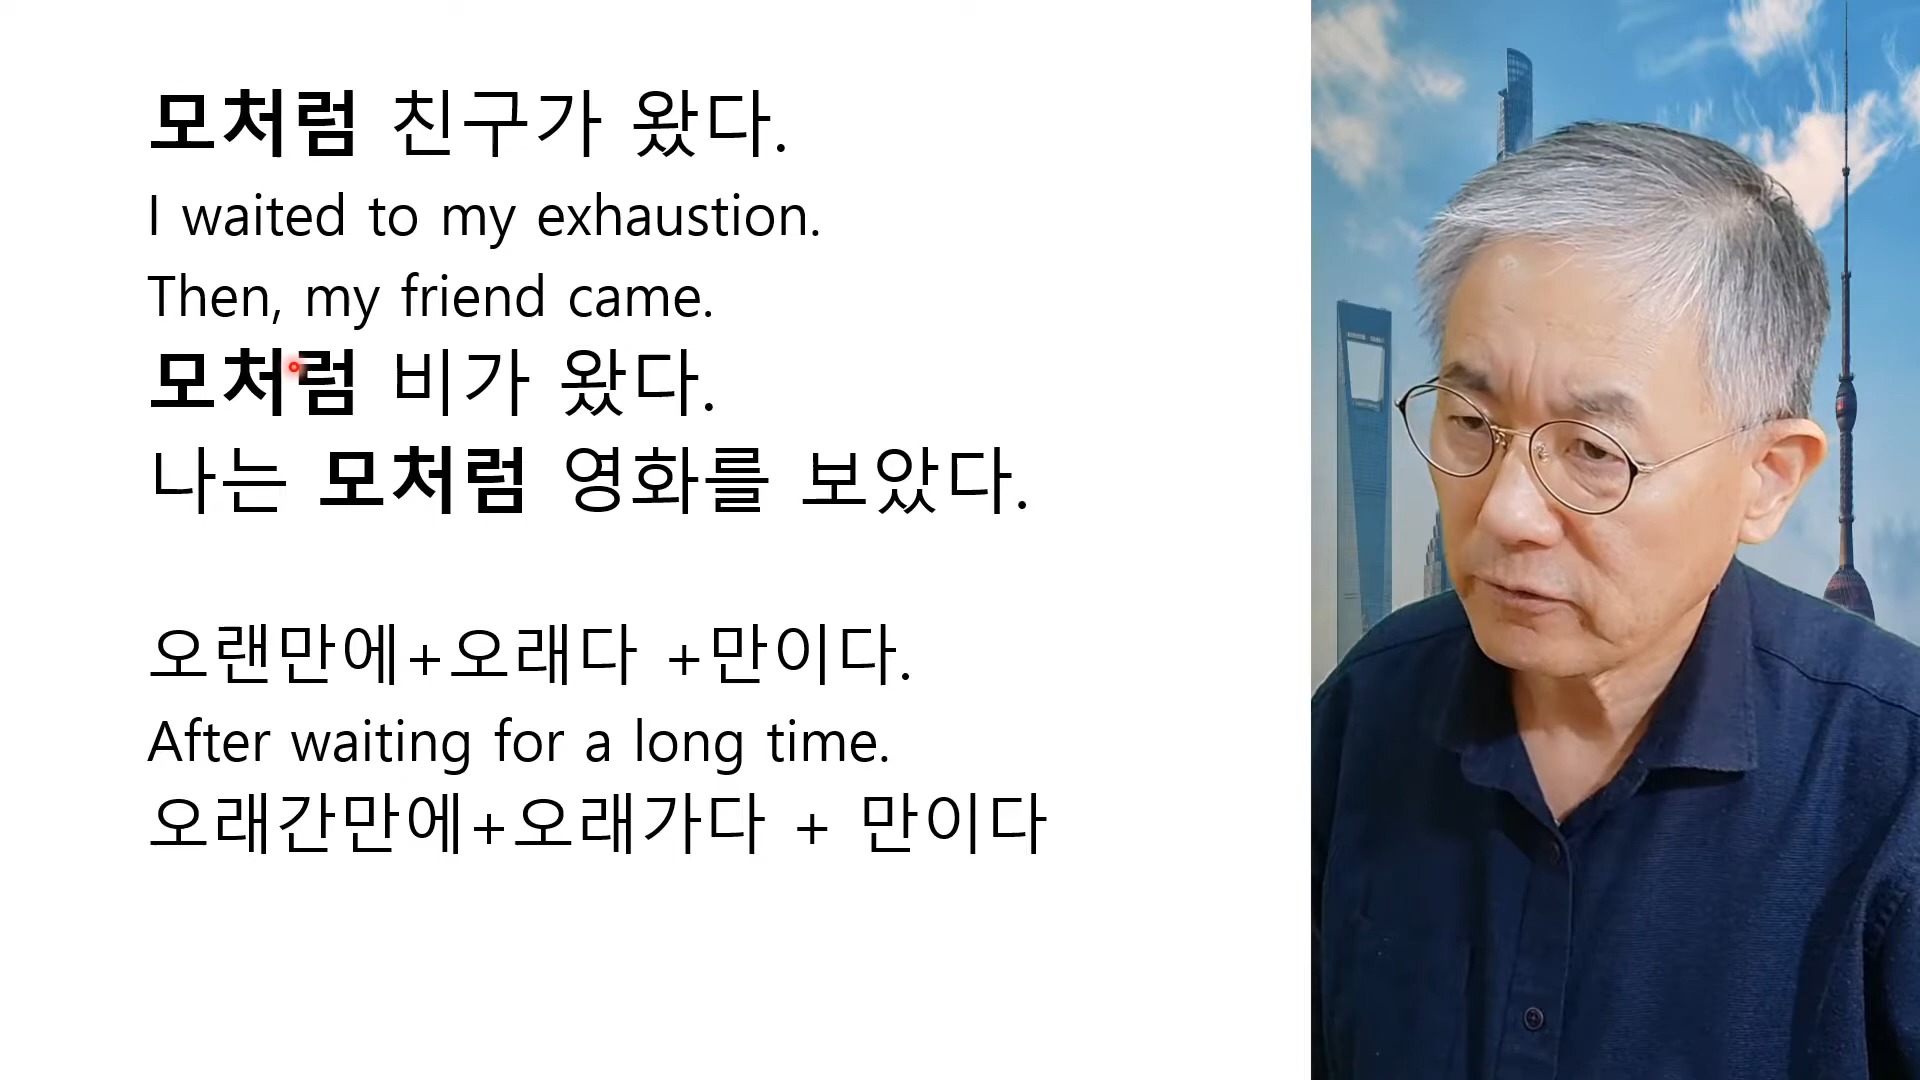 모처럼 친구가 왔다.
I waited to my exhaustion.
Then, my friend came.
모처럼 비가 왔다.
나는 모처럼 영화를 보았다.
오랜만에+오래다 +만이다.
After waiting for a long time.
오래간만에+오래가다 + 만이다